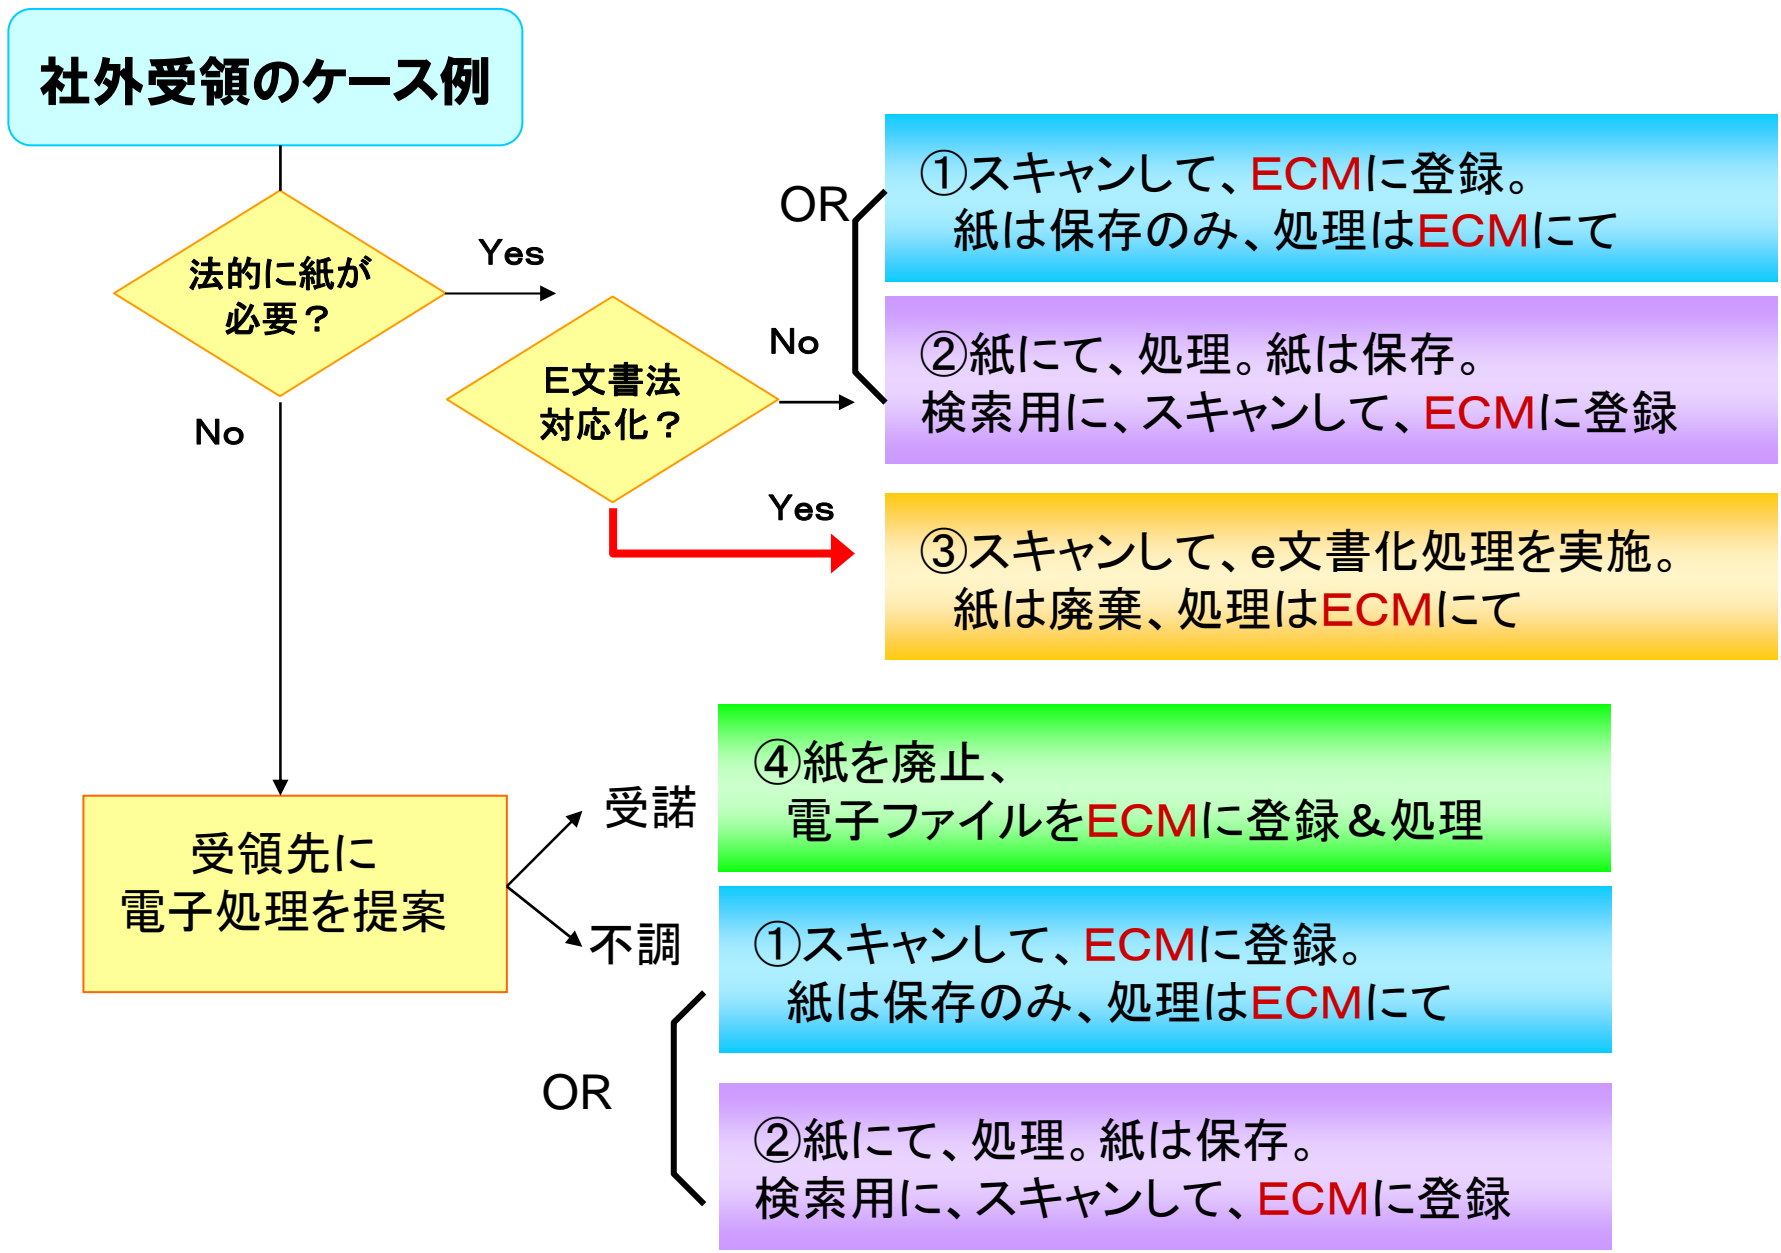 社外受領のケース例
法的に紙が
必要？
Yes
No
E文書法
対応化？
No
Yes
OR
①スキャンして、ECMに登録。
紙は保存のみ、処理はECMにて
②紙にて、処理。紙は保存。
検索用に、スキャンして、ECMに登録
③スキャンして、e文書化処理を実施。
紙は廃棄、処理はECMにて
受領先に
電子処理を提案
受諾
不調
④紙を廃止、
電子ファイルをECMに登録＆処理
OR
①スキャンして、ECMに登録。
紙は保存のみ、処理はECMにて
②紙にて、処理。紙は保存。
検索用に、スキャンして、ECMに登録